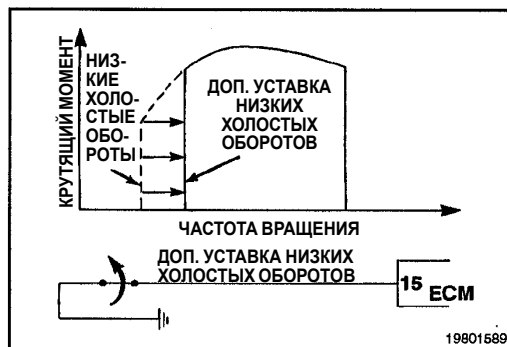 КРУТЯЩИЙ МОМЕНТ
НИЗ-
КИЕ
ХОЛО-
СТЫЕ
ОБО-
РОТЫ
ДОП. УСТАВКА
НИЗКИХ
ХОЛОСТЫХ
ОБОРОТОВ
ЧАСТОТА ВРАЩЕНИЯ
ДОП. УСТАВКА НИЗКИХ
ХОЛОСТЫХ ОБОРОТОВ
15 ECM
19801589